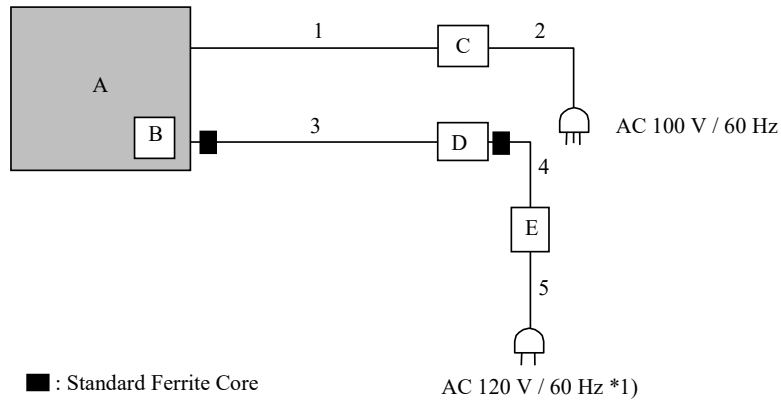 1
2
C
A
AC 100 V / 60 Hz
B
3
D
4
E
5
: Standard Ferrite Core
AC 120 V / 60 Hz *1)